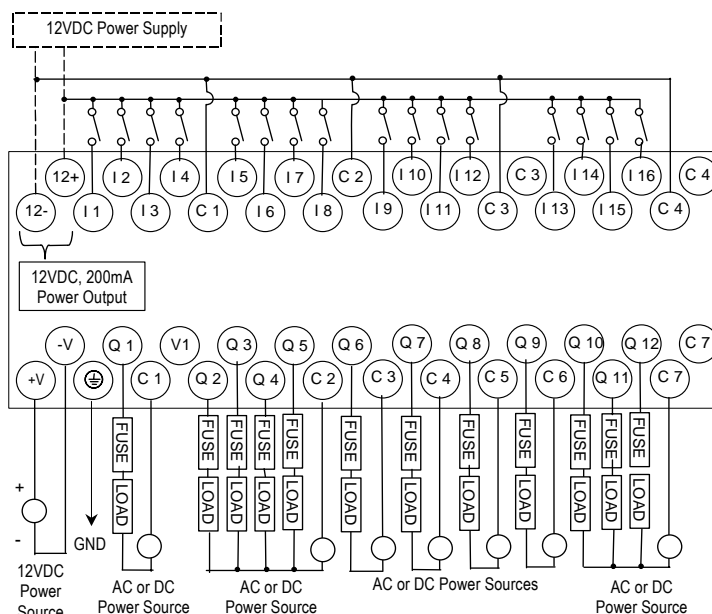 12VDC Power Supply
12+ I 2 I 4 I 5 I 7 C 2 I 10 I 12 C 3 I 14 I 16 C 4
12- I 1 I 3 C 1 I 6 I 8 I 9 I 11 C 3 I 13 I 15 C 4
12VDC, 200mA
Power Output
-V Q 1 V1 Q 3 Q 5 Q 6 Q 7 Q 8 Q 9 Q 10 Q 12 C 7
+V C 1 Q 2 Q 4 C 2 C 3 C 4 C 5 C 6 Q 11 C 7
FUSE FUSE FUSE FUSE FUSE FUSE FUSE FUSE FUSE FUSE FUSE FUSE
LOAD LOAD LOAD LOAD LOAD LOAD LOAD LOAD LOAD LOAD LOAD LOAD
+
-
GND
12VDC
Power
Source
AC or DC
Power Source
AC or DC
Power Source
AC or DC Power Sources
AC or DC
Power Source